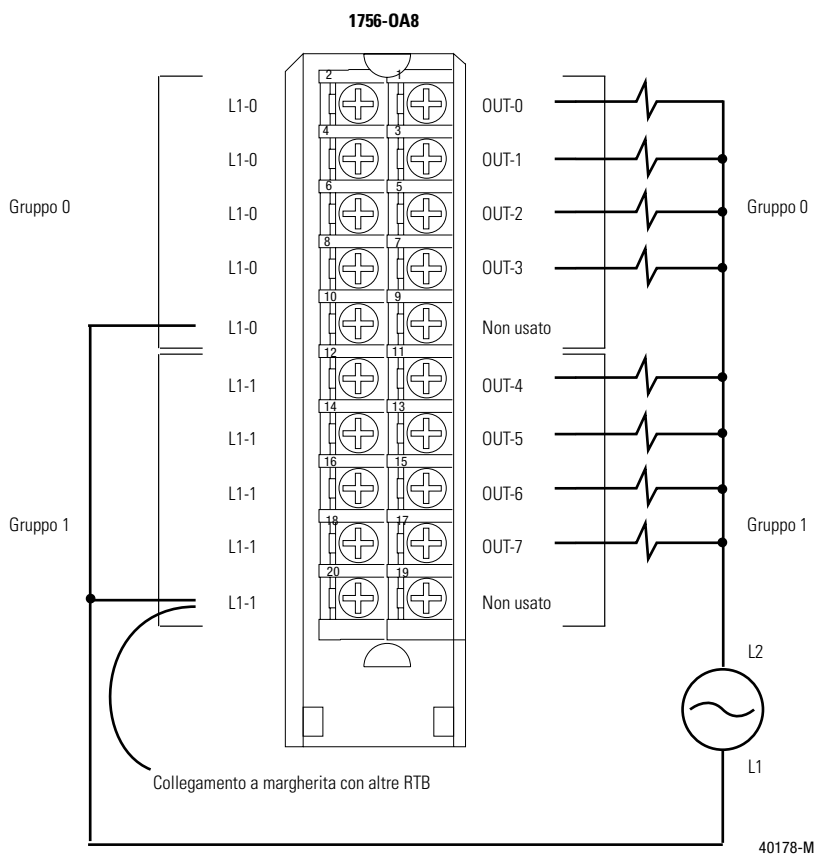 1756-OA8
2 1
L1-0 OUT-0
4 3
L1-0 OUT-1
6 5
Gruppo 0 L1-0 OUT-2 Gruppo 0
8 7
L1-0 OUT-3
10 9
L1-0 Non usato
12 11
L1-1 OUT-4
14 13
L1-1 OUT-5
16 15
L1-1 OUT-6
18 17
Gruppo 1 L1-1 OUT-7 Gruppo 1
20 19
L1-1 Non usato
L2
L1
Collegamento a margherita con altre RTB
40178-M